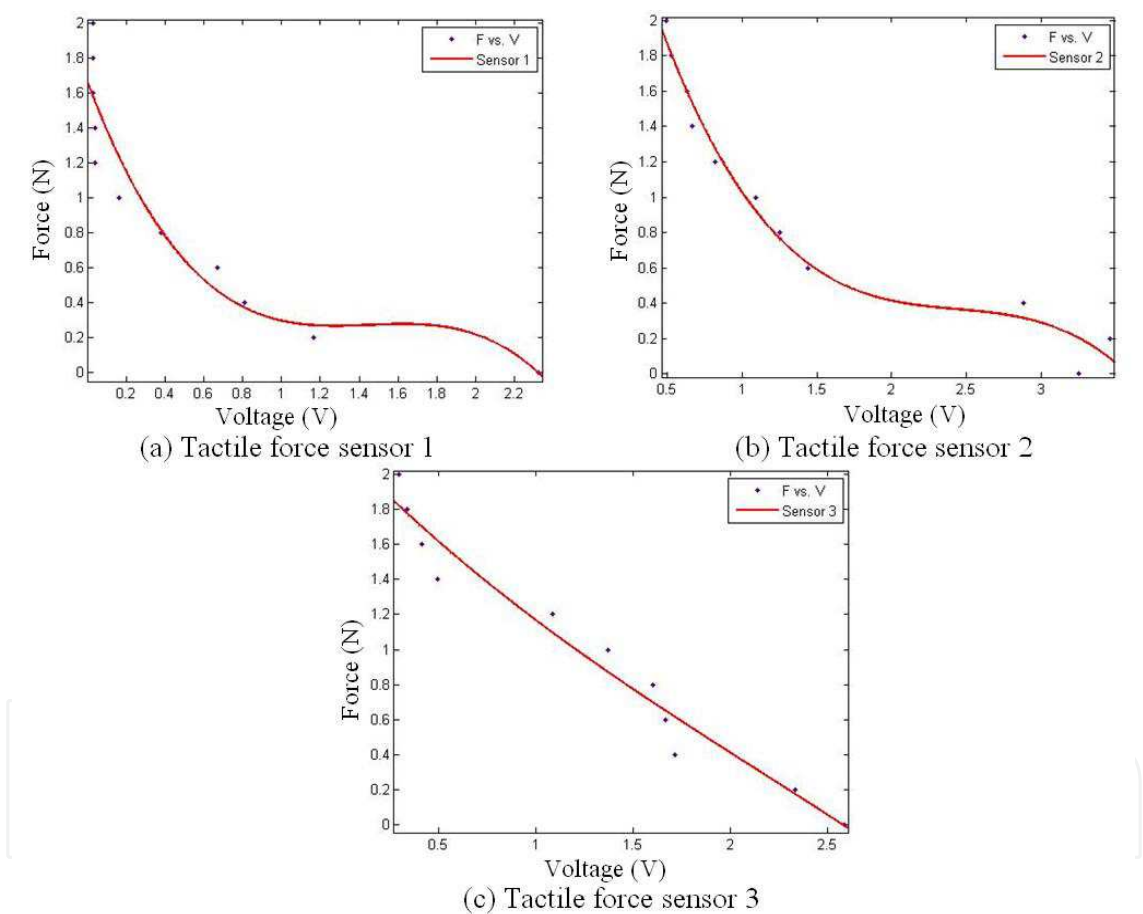 2
1.8
1.6
1.4
1.2
1
0.8
0.6
0.4
0.2
0
Force (N)
F vs. V
Sensor 1
0.2 0.4 0.6 0.8 1 1.2 1.4 1.6 1.8 2 2.2
Voltage (V)
(a) Tactile force sensor 1
2
1.8
1.6
1.4
1.2
1
0.8
0.6
0.4
0.2
0
Force (N)
F vs. V
Sensor 2
0.5 1 1.5 2 2.5 3
Voltage (V)
(b) Tactile force sensor 2
2
1.8
1.6
1.4
1.2
1
0.8
0.6
0.4
0.2
0
Force (N)
F vs. V
Sensor 3
0.5 1 1.5 2 2.5
Voltage (V)
(c) Tactile force sensor 3